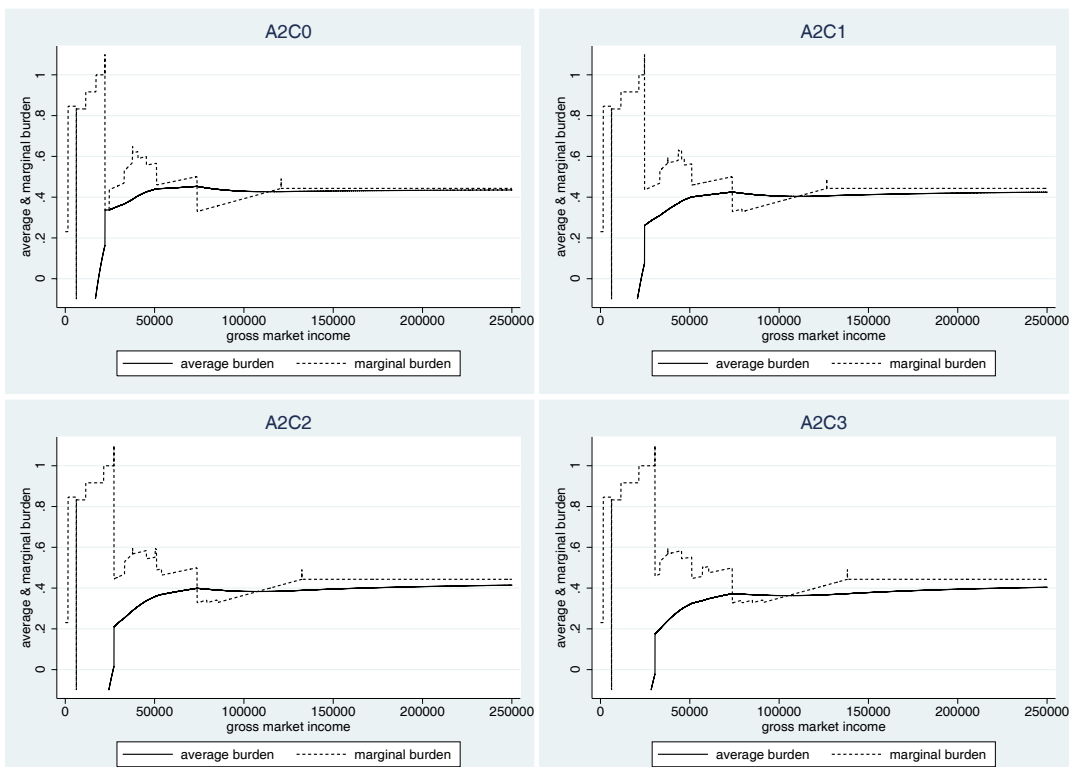 A2C0
average & marginal burden
1
.8
.6
.4
.2
0
0 50000 100000 150000 200000 250000
gross market income
average burden marginal burden
A2C1
average & marginal burden
1
.8
.6
.4
.2
0
0 50000 100000 150000 200000 250000
gross market income
average burden marginal burden
A2C2
average & marginal burden
1
.8
.6
.4
.2
0
0 50000 100000 150000 200000 250000
gross market income
average burden marginal burden
A2C3
average & marginal burden
1
.8
.6
.4
.2
0
0 50000 100000 150000 200000 250000
gross market income
average burden marginal burden